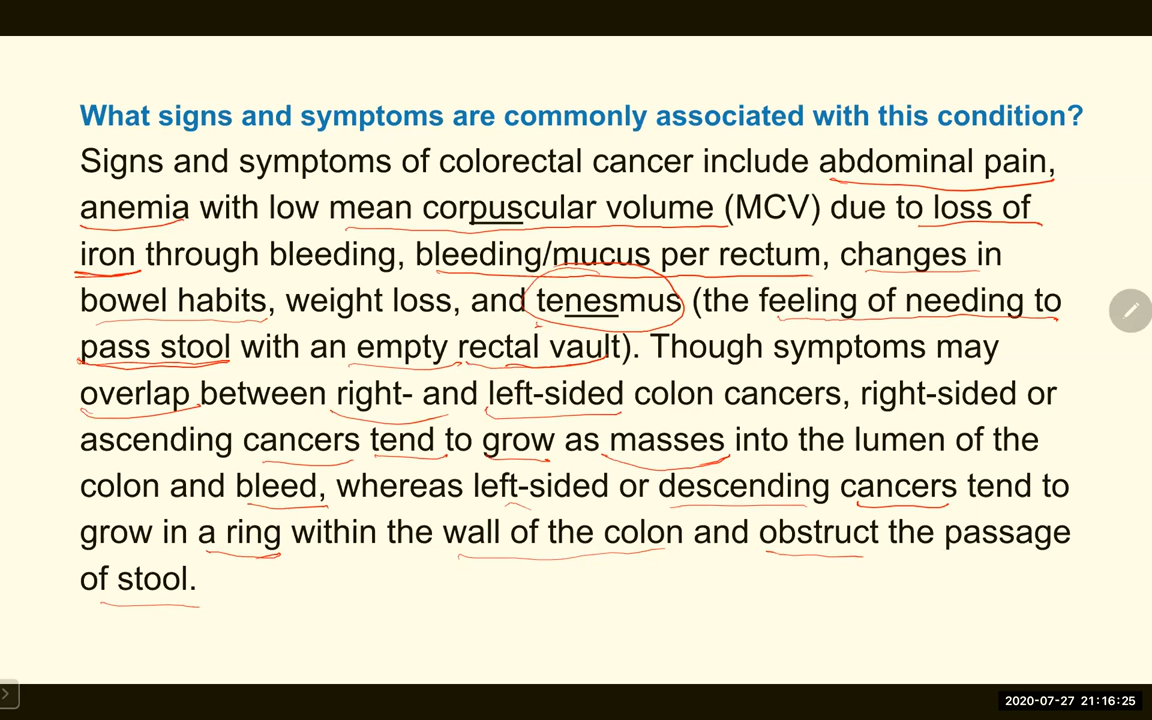 What signs and symptoms are commonly associated with this condition?
Signs and symptoms of colorectal cancer include abdominal pain,
anemia with low mean corpuscular volume (MCV) due to loss of
iron through bleeding, bleeding/mucus per rectum, changes in
bowel habits, weight loss, and tenesmus (the feeling of needing to
pass stool with an empty rectal vault). Though symptoms may
overlap between right- and left-sided colon cancers, right-sided or
ascending cancers tend to grow as masses into the lumen of the
colon and bleed, whereas left-sided or descending cancers tend to
grow in a ring within the wall of the colon and obstruct the passage
of stool.
2020-07-27 21:16:25